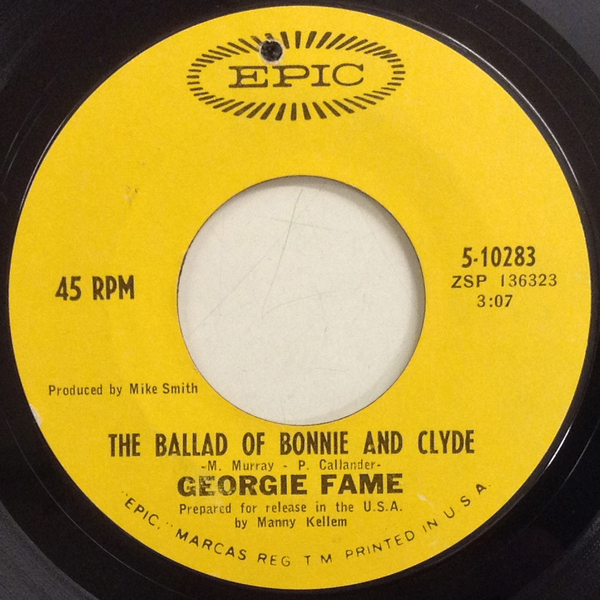 EPIC
45 RPM
5-10283
ZSP 136323
3:07
Produced by Mike Smith
THE BALLAD OF BONNIE AND CLYDE
-M. Murray - P. Callander-
GEORGIE FAME
Prepared for release in the U.S.A.
by Manny Kellem
"EPIC," MARCAS REG. T M PRINTED IN U.S.A.